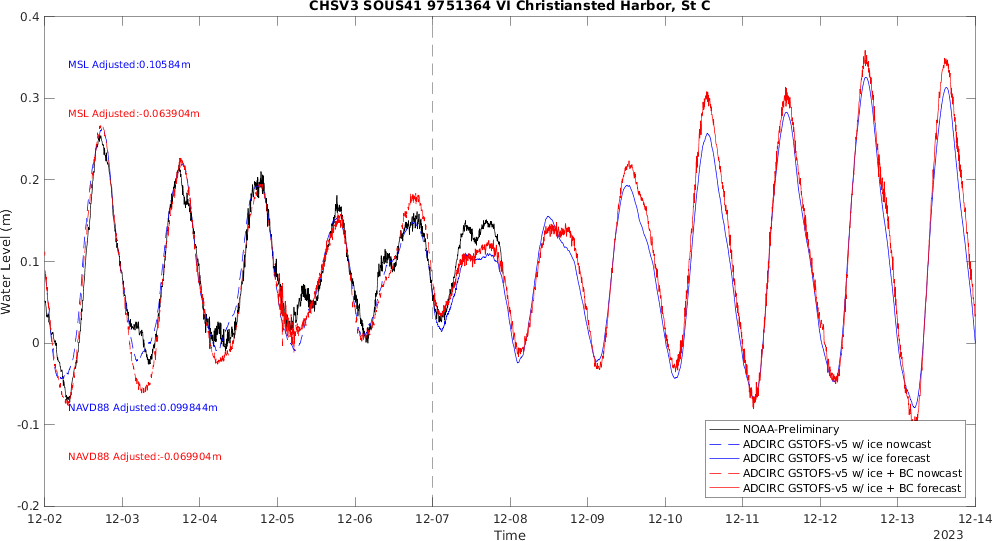 CHSV3 SOUS41 9751364 VI Christiansted Harbor, St C
0.4
0.3
0.2
0.1
0
-0.1
-0.2
Water Level (m)
MSL Adjusted:0.10584m
MSL Adjusted:-0.063904m
NAVD88 Adjusted:0.099844m
NAVD88 Adjusted:-0.069904m
NOAA-Preliminary
ADCIRC GSTOFS-v5 w/ ice nowcast
ADCIRC GSTOFS-v5 w/ ice forecast
ADCIRC GSTOFS-v5 w/ ice + BC nowcast
ADCIRC GSTOFS-v5 w/ ice + BC forecast
12-02 12-03 12-04 12-05 12-06 12-07 12-08 12-09 12-10 12-11 12-12 12-13 12-14
Time
2023